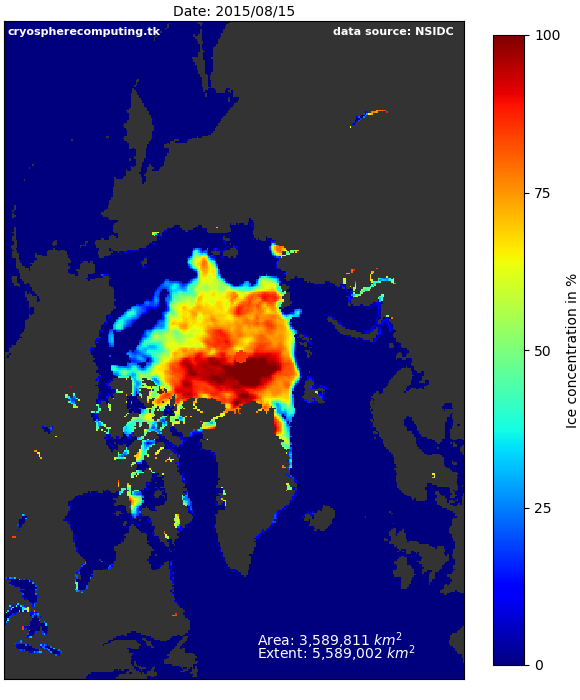 Date: 2015/08/15
cryospherecomputing.tk data source: NSIDC
100
75
50
25
0
Ice concentration in %
Area: 3,589,811 km²
Extent: 5,589,002 km²